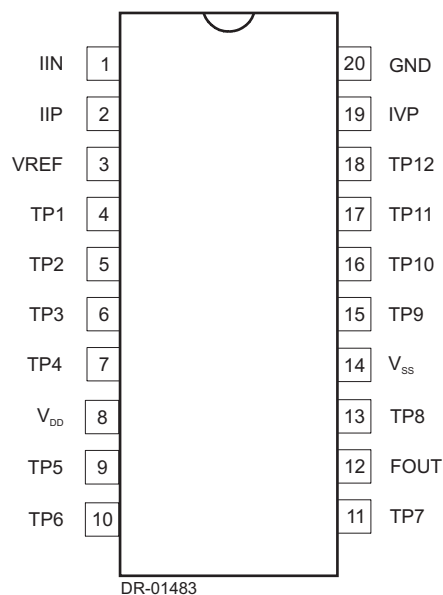 IIN 1 20 GND
IIP 2 19 IVP
VREF 3 18 TP12
TP1 4 17 TP11
TP2 5 16 TP10
TP3 6 15 TP9
TP4 7 14 VSS
VDD 8 13 TP8
TP5 9 12 FOUT
TP6 10 11 TP7
DR-01483